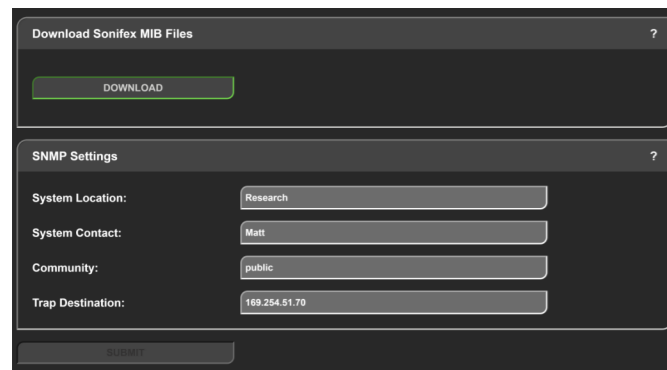 Download Sonifex MIB Files ?
DOWNLOAD
SNMP Settings ?
System Location: Research
System Contact: Matt
Community: public
Trap Destination: 169.254.51.70
SUBMIT